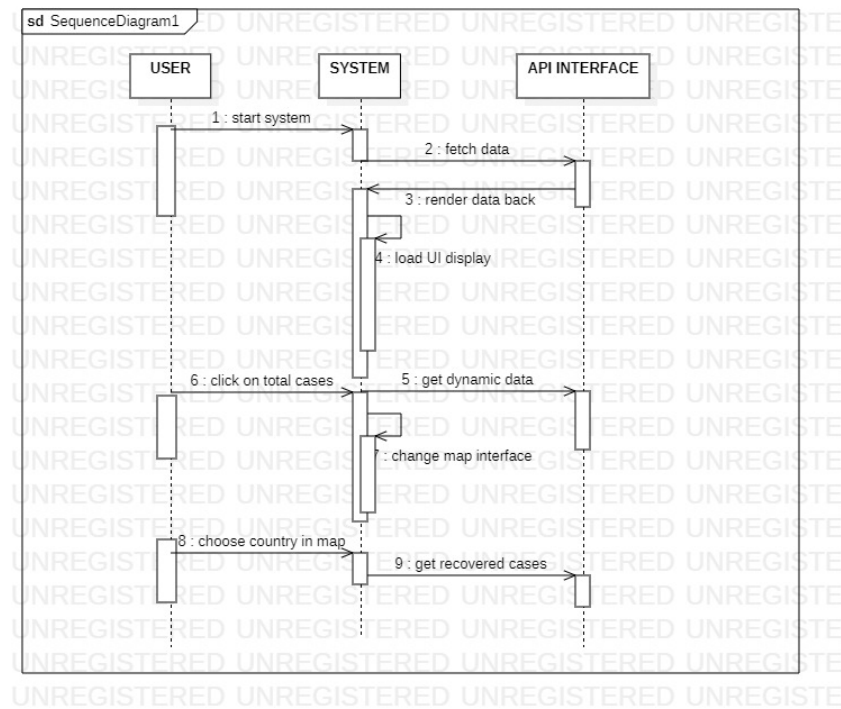 sd SequenceDiagram1
USER
SYSTEM
API INTERFACE
1 : start system
2 : fetch data
3 : render data back
4 : load UI display
6 : click on total cases
5 : get dynamic data
7 : change map interface
8 : choose country in map
9 : get recovered cases
UNREGISTERED